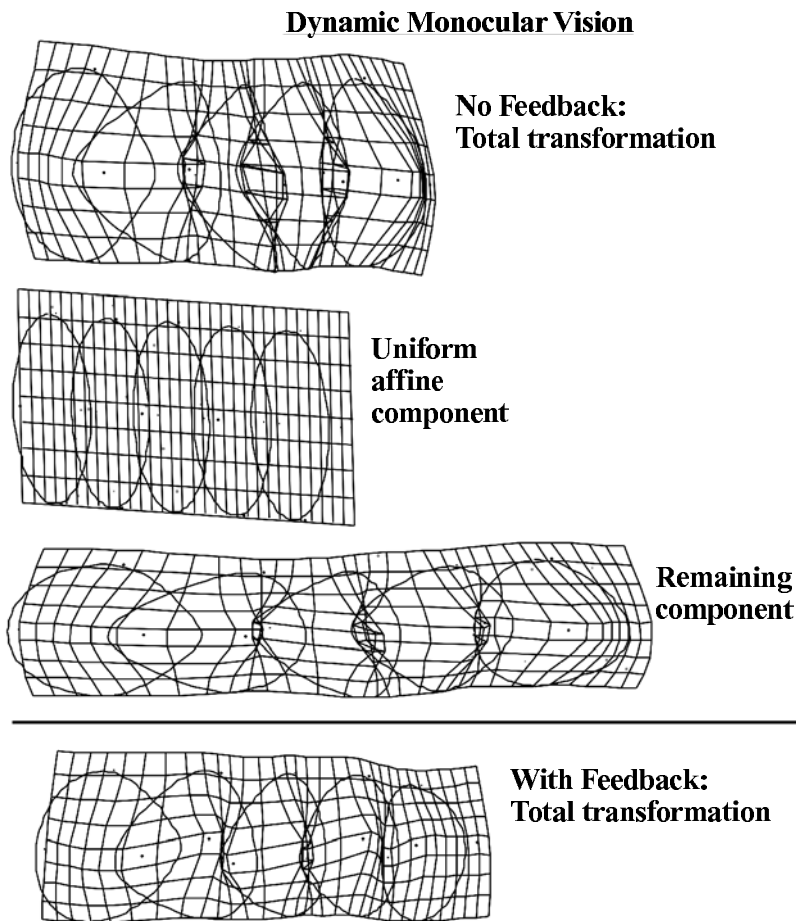 Dynamic Monocular Vision
No Feedback:
Total transformation
Uniform
affine
component
Remaining
component
With Feedback:
Total transformation